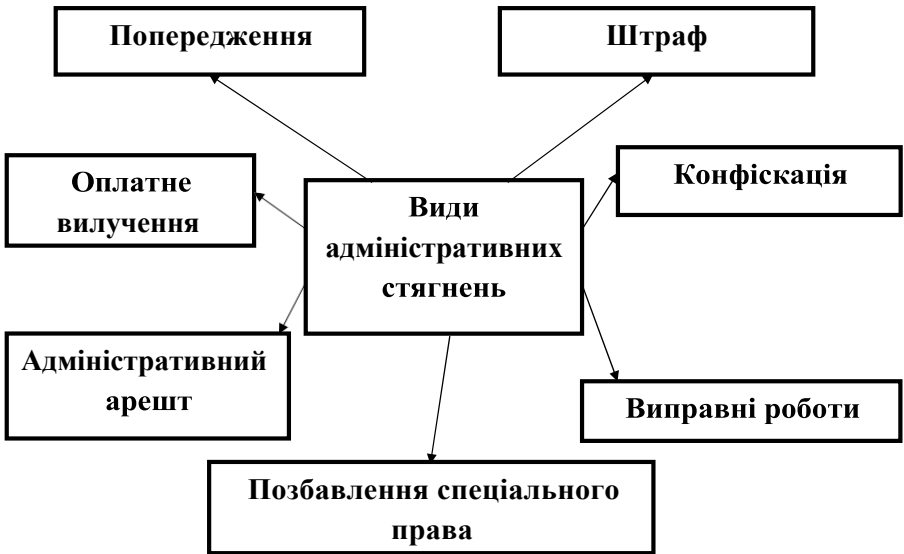 Попередження
Штраф
Оплатне
вилучення
Види
адміністративних
стягнень
Конфіскація
Адміністративний
арешт
Виправні роботи
Позбавлення спеціального
права